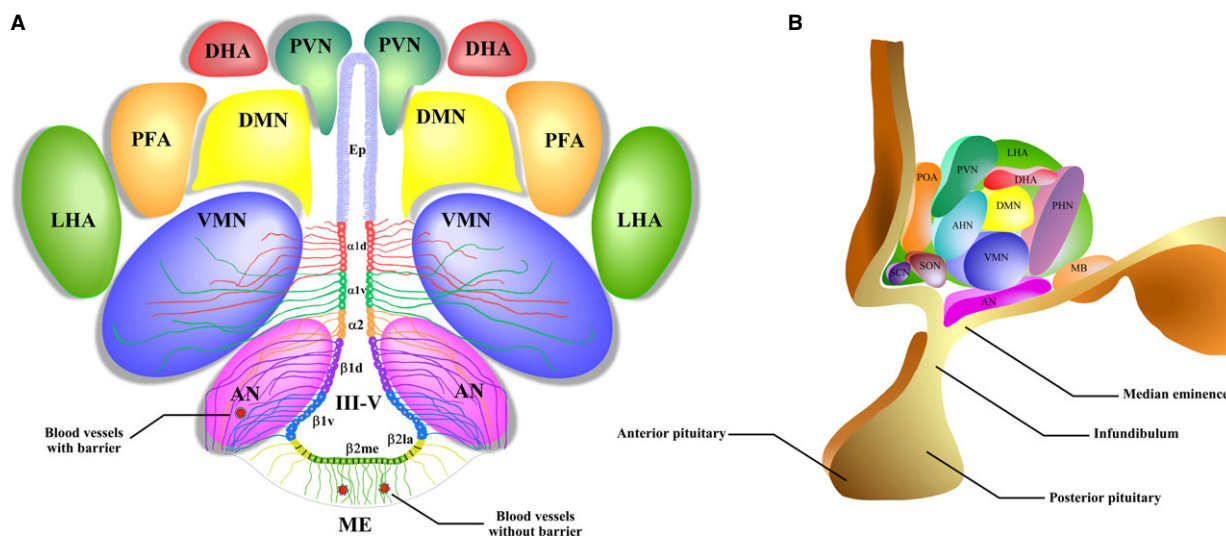 A
DHA
PVN
PVN
DHA
PFA
DMN
DMN
PFA
Ep
LHA
VMN
VMN
LHA
α1d
α1v
α2
β1d
AN
AN
III-V
β1v
β2la
β2me
Blood vessels
with barrier
ME
Blood vessels
without barrier
B
LHA
PVN
POA
DHA
DMN
PHN
AHN
VMN
SON
SCN
MB
AN
Median eminence
Anterior pituitary
Infundibulum
Posterior pituitary